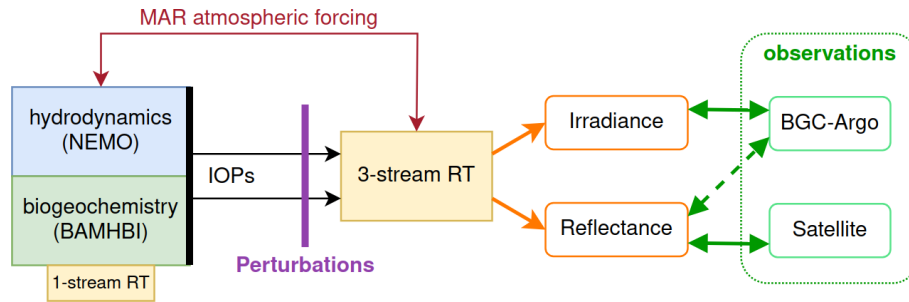 MAR atmospheric forcing
observations
hydrodynamics
(NEMO)
Irradiance
BGC-Argo
IOPs
3-stream RT
biogeochemistry
(BAMHBI)
Reflectance
Satellite
Perturbations
1-stream RT